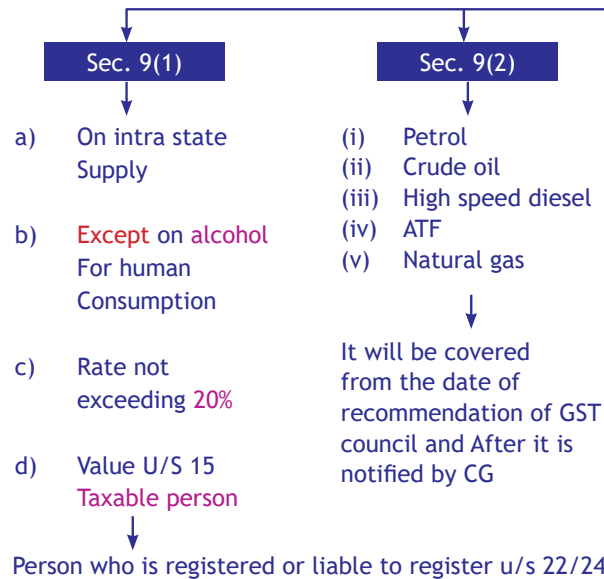 Sec. 9(1)
a) On intra state
Supply
b) Except on alcohol
For human
Consumption
c) Rate not
exceeding 20%
d) Value U/S 15
Taxable person
Person who is registered or liable to register u/s 22/24
Sec. 9(2)
(i) Petrol
(ii) Crude oil
(iii) High speed diesel
(iv) ATF
(v) Natural gas
It will be covered
from the date of
recommendation of GST
council and After it is
notified by CG